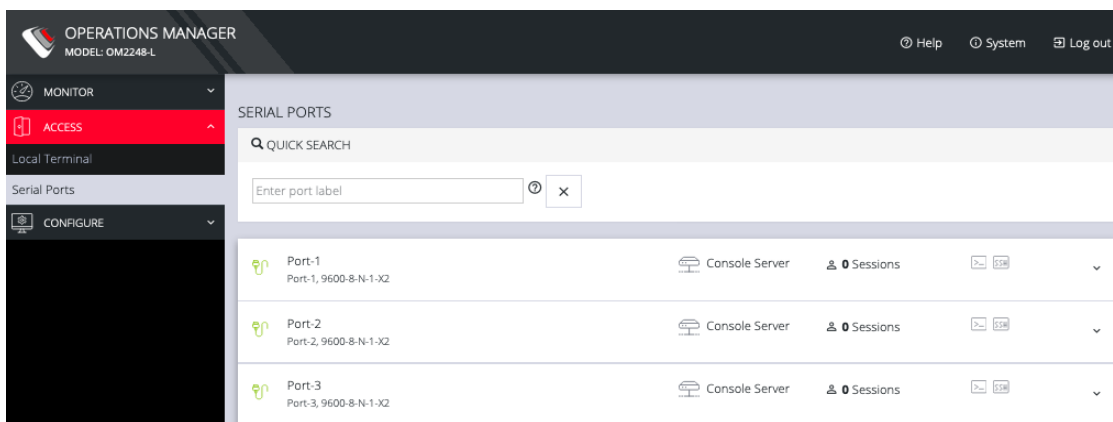 OPERATIONS MANAGER
MODEL: OM2248-L
Help
System
Log out
MONITOR
ACCESS
Local Terminal
Serial Ports
CONFIGURE
SERIAL PORTS
QUICK SEARCH
Enter port label
Port-1
Port-1, 9600-8-N-1-X2
Console Server
0 Sessions
SSH
Port-2
Port-2, 9600-8-N-1-X2
Console Server
0 Sessions
SSH
Port-3
Port-3, 9600-8-N-1-X2
Console Server
0 Sessions
SSH